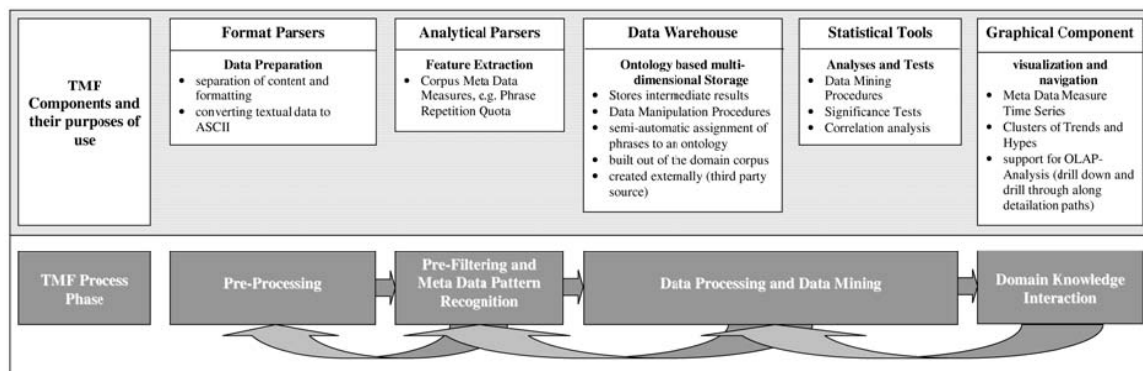 TMF
Components and
their purposes of
use
Format Parsers
Data Preparation
• separation of content and
formatting
• converting textual data to
ASCII
Analytical Parsers
Feature Extraction
• Corpus Meta Data
Measures, e.g. Phrase
Repetition Quota
Data Warehouse
Ontology based multi-
dimensional Storage
• Stores intermediate results
• Data Manipulation Procedures
• semi-automatic assignment of
phrases to an ontology
• built out of the domain corpus
• created externally (third party
source)
Statistical Tools
Analyses and Tests
• Data Mining
Procedures
• Significance Tests
• Correlation analysis
Graphical Component
visualization and
navigation
• Meta Data Measure
Time Series
• Clusters of Trends and
Hypes
• support for OLAP-
Analysis (drill down and
drill through along
detailation paths)
TMF Process
Phase
Pre-Processing
Pre-Filtering and
Meta Data Pattern
Recognition
Data Processing and Data Mining
Domain Knowledge
Interaction